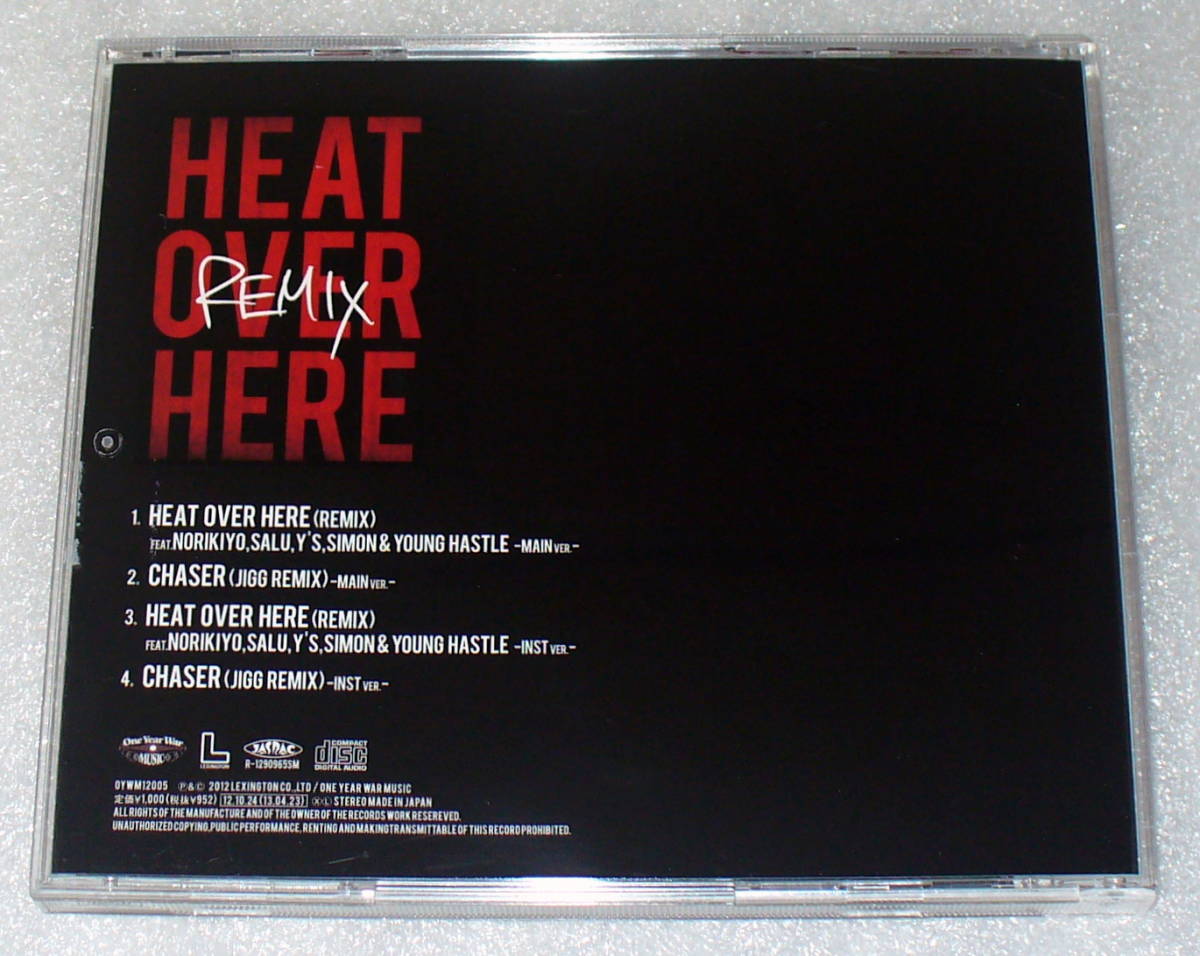 HEAT
OVER
REMIX
HERE
1. HEAT OVER HERE (REMIX)
FEAT. NORIKIYO, SALU, Y'S, SIMON & YOUNG HASTLE -MAIN VER.-
2. CHASER (JIGG REMIX) -MAIN VER.-
3. HEAT OVER HERE (REMIX)
FEAT. NORIKIYO, SALU, Y'S, SIMON & YOUNG HASTLE -INST VER.-
4. CHASER (JIGG REMIX) -INST VER.-
One Year War
MUSIC
L
LEXINGTON
JASRAC
R-1290965SM
COMPACT
disc
DIGITAL AUDIO
OYWM12005 Ⓟ&© 2012 LEXINGTON CO.,LTD / ONE YEAR WAR MUSIC
定価¥1,000(税抜¥952) 12.10.24(13.04.23) Ⓧ Ⓛ STEREO MADE IN JAPAN
ALL RIGHTS OF THE MANUFACTURE AND OF THE OWNER OF THE RECORDS WORK RESEREVED.
UNAUTHORIZED COPYING, PUBLIC PERFORMANCE. RENTING AND MAKING TRANSMITTABLE OF THIS RECORD PROHIBITED.